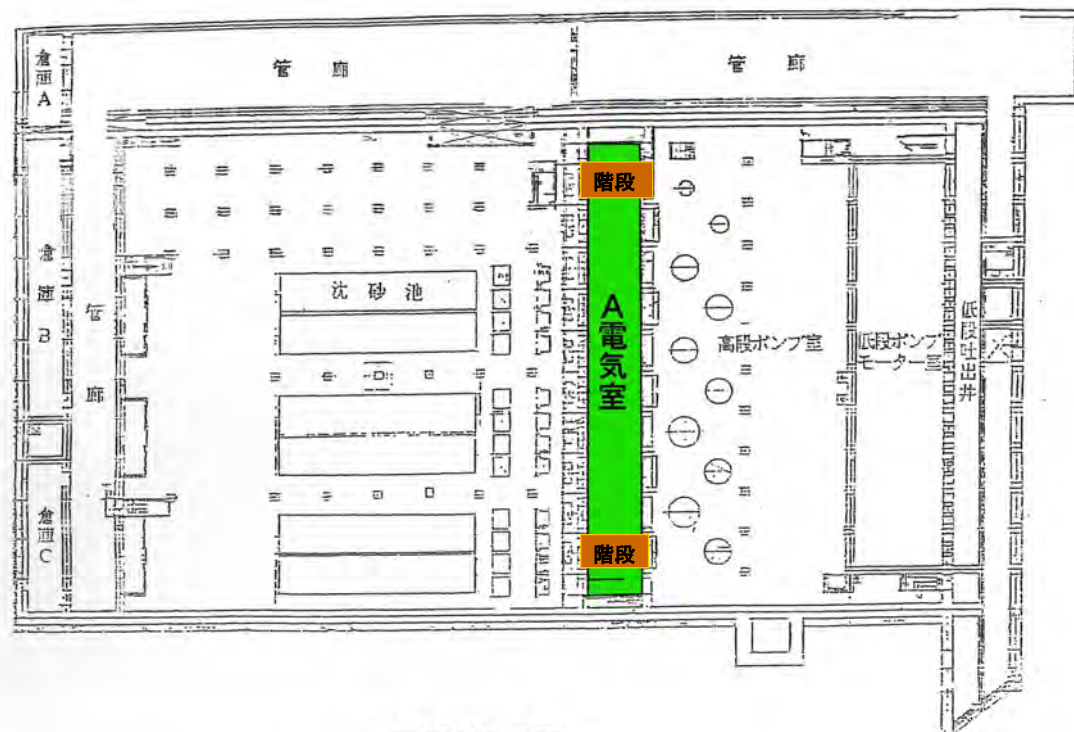 倉庫A
管廊
管廊
階段
倉庫B
管廊
沈砂池
A電気室
高段ポンプ室
低段ポンプ
モーター室
低段吐出井
倉庫C
階段